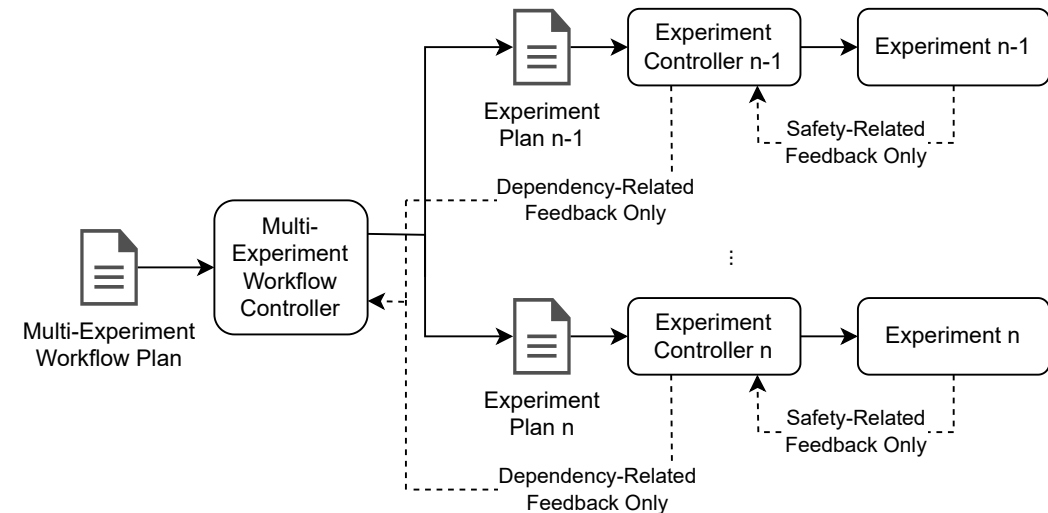 Experiment
Controller n-1
Experiment n-1
Experiment
Plan n-1
Safety-Related
Feedback Only
Dependency-Related
Feedback Only
Multi-
Experiment
Workflow
Controller
...
Multi-Experiment
Workflow Plan
Experiment
Controller n
Experiment n
Experiment
Plan n
Safety-Related
Feedback Only
Dependency-Related
Feedback Only